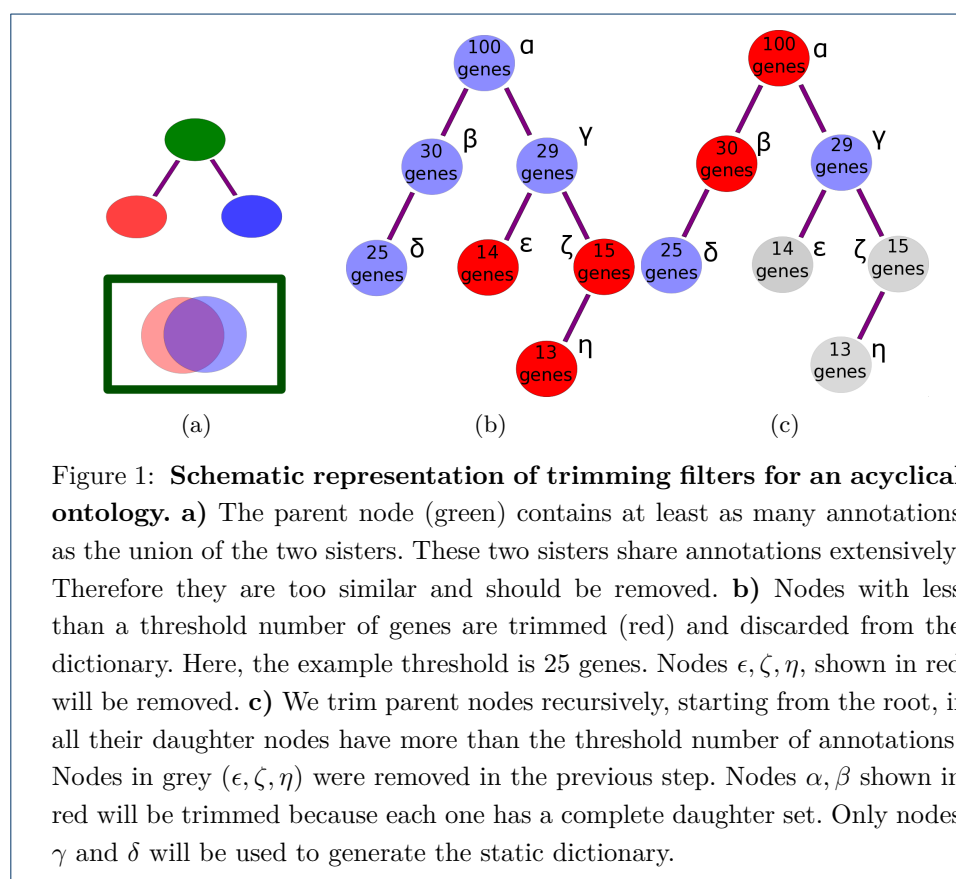 100 genes α
30 genes β
29 genes γ
25 genes δ
14 genes ε
15 genes ζ
13 genes η
100 genes α
30 genes β
29 genes γ
25 genes δ
14 genes ε
15 genes ζ
13 genes η
(a) (b) (c)
Figure 1: Schematic representation of trimming filters for an acyclical
ontology. a) The parent node (green) contains at least as many annotations
as the union of the two sisters. These two sisters share annotations extensively
Therefore they are too similar and should be removed. b) Nodes with less
than a threshold number of genes are trimmed (red) and discarded from the
dictionary. Here, the example threshold is 25 genes. Nodes ϵ, ζ, η, shown in red
will be removed. c) We trim parent nodes recursively, starting from the root, i
all their daughter nodes have more than the threshold number of annotations
Nodes in grey (ϵ, ζ, η) were removed in the previous step. Nodes α, β shown in
red will be trimmed because each one has a complete daughter set. Only nodes
γ and δ will be used to generate the static dictionary.